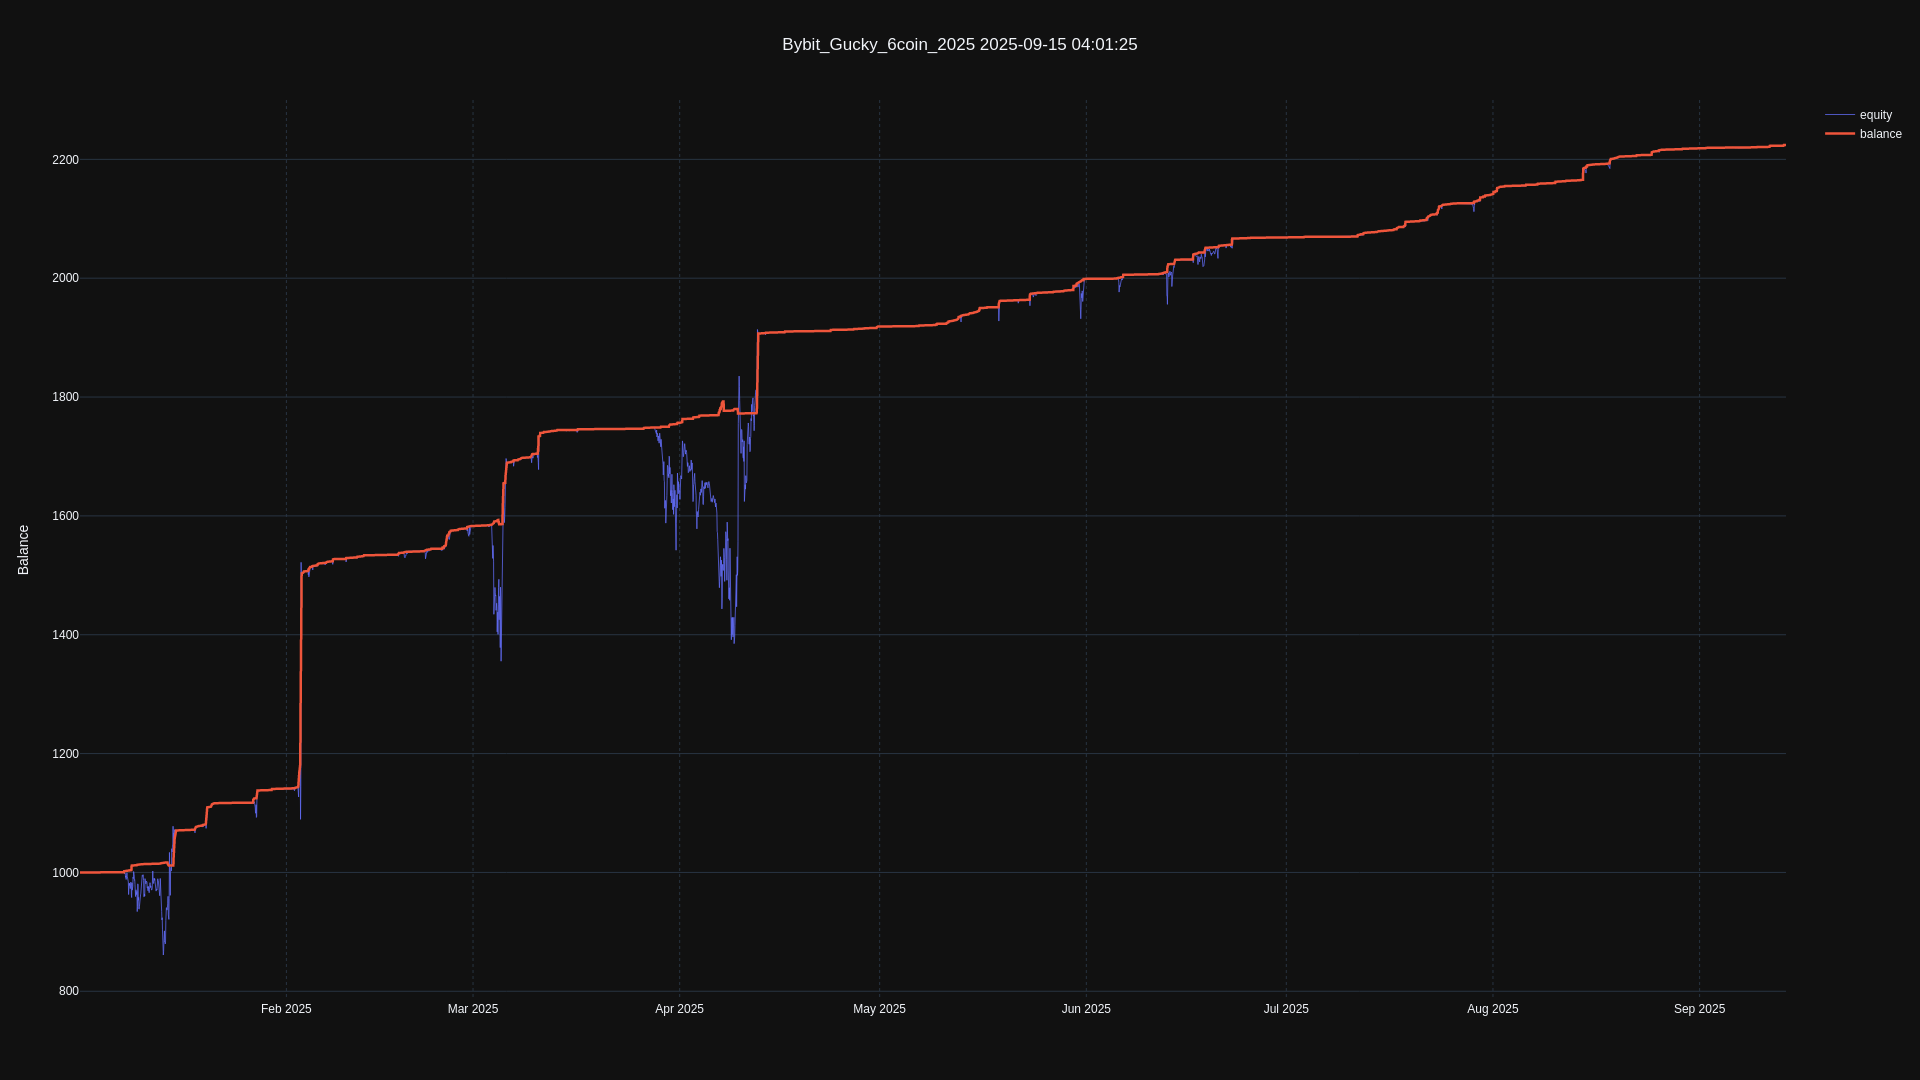 Bybit_Gucky_6coin_2025 2025-09-15 04:01:25
equity
balance
Balance
2200
2000
1800
1600
1400
1200
1000
800
Feb 2025
Mar 2025
Apr 2025
May 2025
Jun 2025
Jul 2025
Aug 2025
Sep 2025